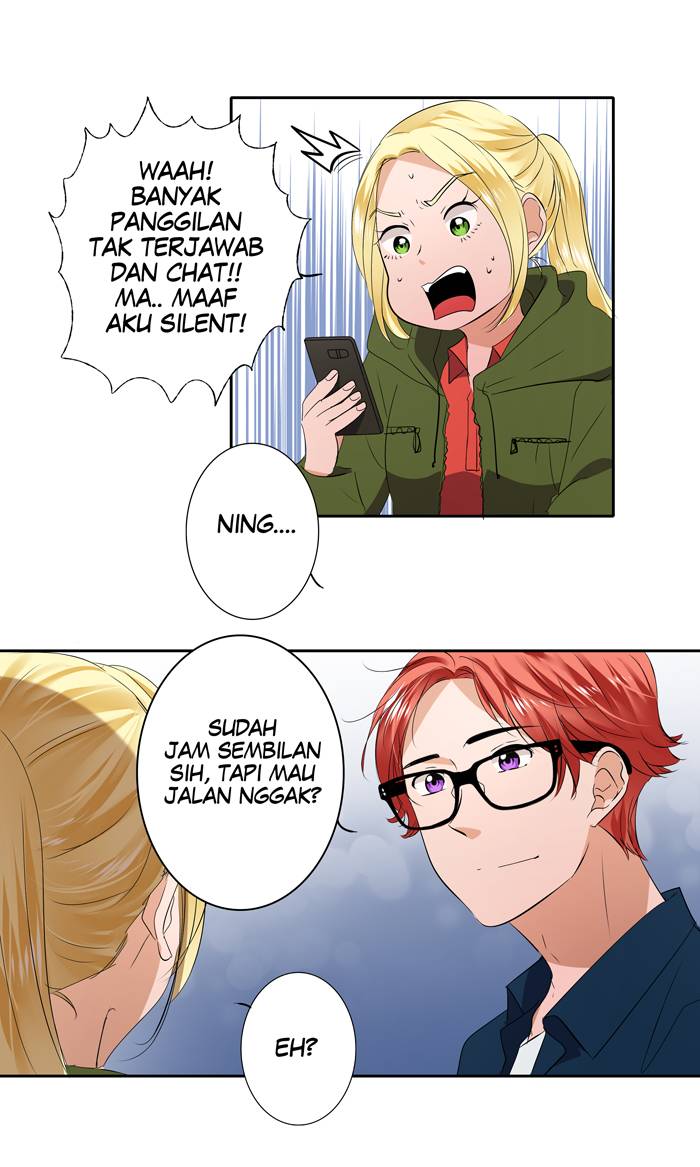 WAAH!
BANYAK
PANGGILAN
TAK TERJAWAB
DAN CHAT!!
MA.. MAAF
AKU SILENT!
NING....
SUDAH
JAM SEMBILAN
SIH, TAPI MAU
JALAN NGGAK?
EH?